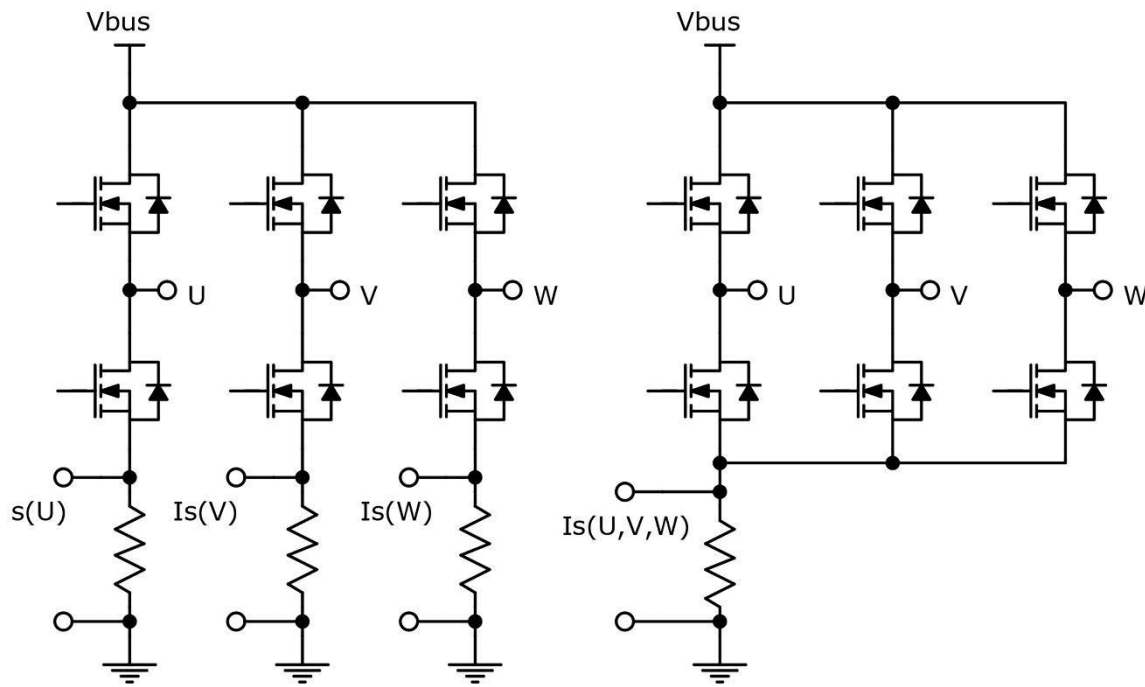 Vbus
Vbus
U
V
W
U
V
W
s(U)
Is(V)
Is(W)
Is(U,V,W)